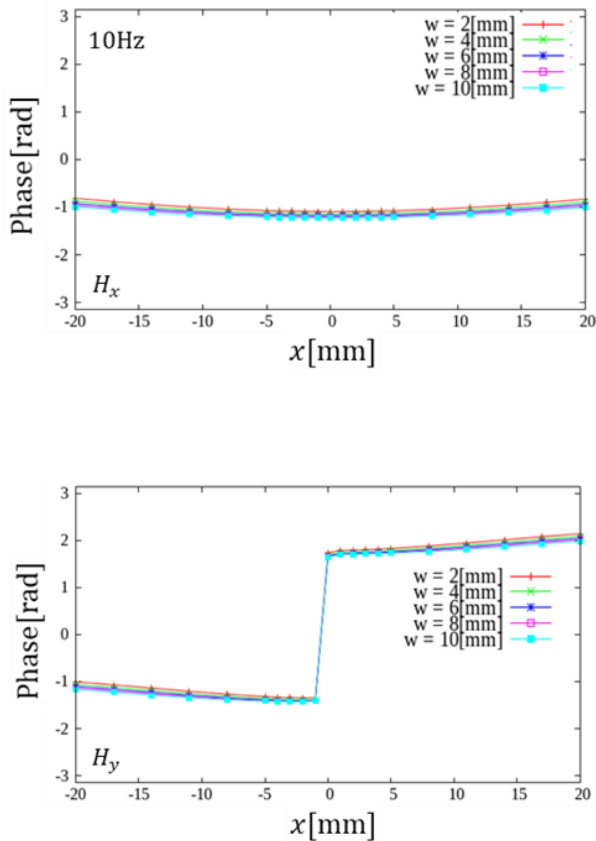 3
2
1
0
-1
-2
-3
Phase[rad]
10Hz
w = 2[mm]
w = 4[mm]
w = 6[mm]
w = 8[mm]
w = 10[mm]
H_x
-20 -15 -10 -5 0 5 10 15 20
x[mm]
3
2
1
0
-1
-2
-3
Phase[rad]
w = 2[mm]
w = 4[mm]
w = 6[mm]
w = 8[mm]
w = 10[mm]
H_y
-20 -15 -10 -5 0 5 10 15 20
x[mm]